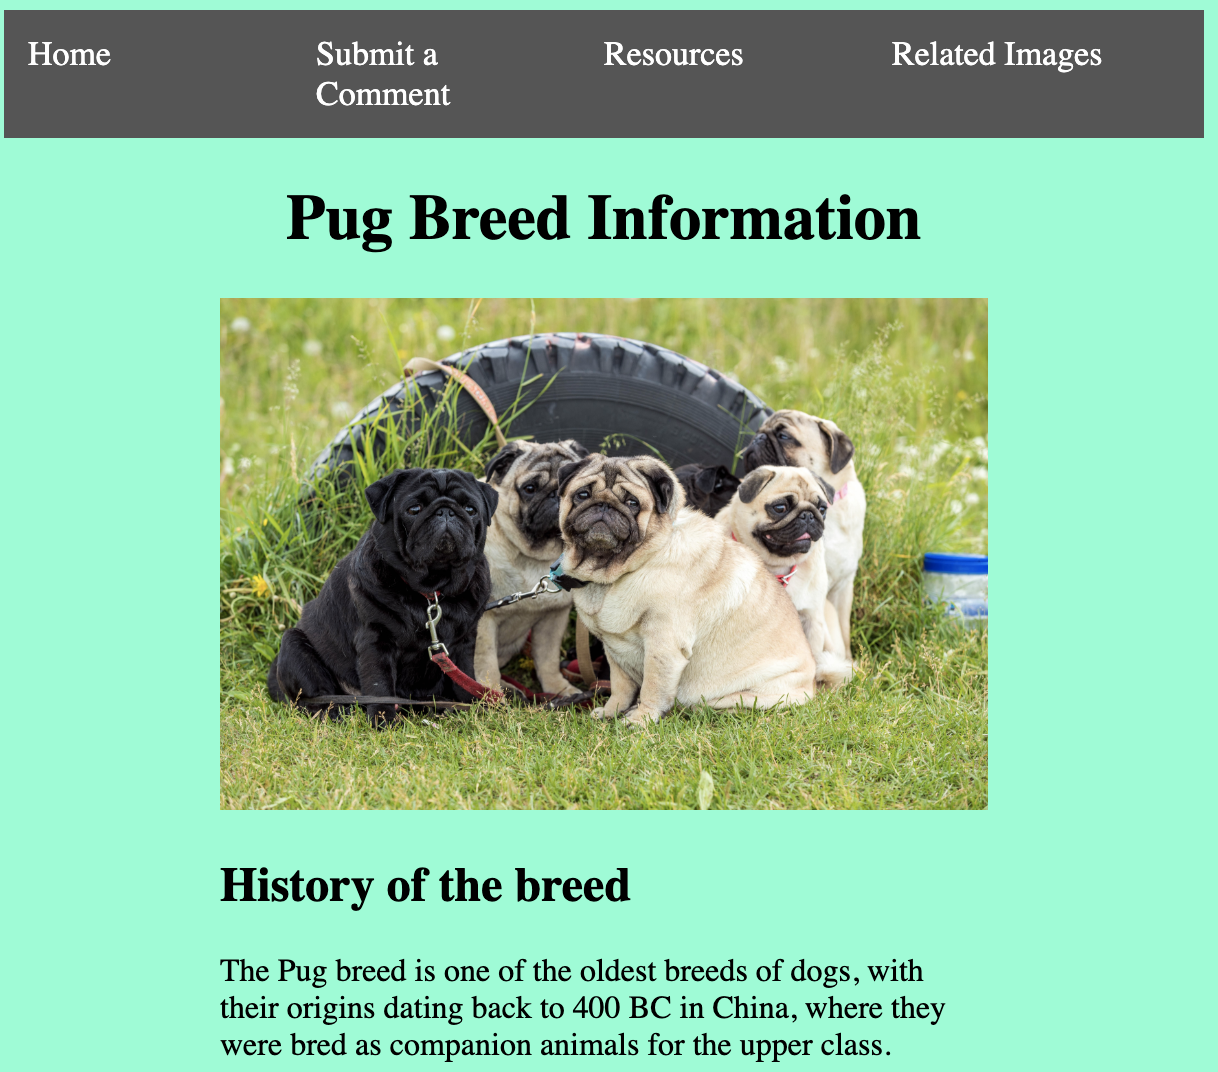 Home
Submit a
Comment
Resources
Related Images
Pug Breed Information
History of the breed
The Pug breed is one of the oldest breeds of dogs, with
their origins dating back to 400 BC in China, where they
were bred as companion animals for the upper class.